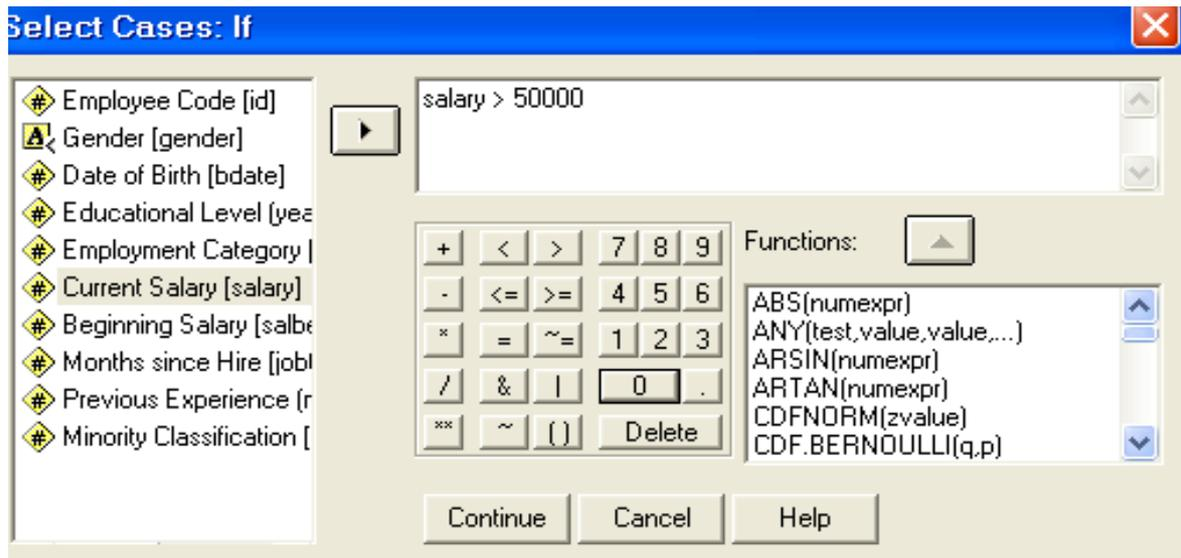 Select Cases: If
Employee Code [id]
Gender [gender]
Date of Birth [bdate]
Educational Level (yea
Employment Category [
Current Salary [salary]
Beginning Salary [salbe
Months since Hire [jobt
Previous Experience (r
Minority Classification [
salary > 50000
+ < > 7 8 9
- <= >= 4 5 6
* = ~= 1 2 3
/ & | 0 .
** ~ ( ) Delete
Functions:
ABS(numexpr)
ANY(test,value,value,...)
ARSIN(numexpr)
ARTAN(numexpr)
CDFNORM(zvalue)
CDF.BERNOULLI(q,p)
Continue Cancel Help